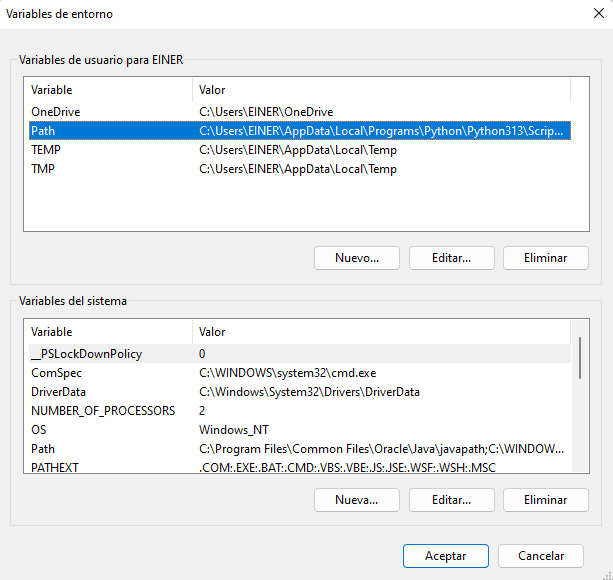 Variables de entorno
Variables de usuario para EINER
Variable Valor
OneDrive C:\Users\EINER\OneDrive
Path C:\Users\EINER\AppData\Local\Programs\Python\Python313\Scrip...
TEMP C:\Users\EINER\AppData\Local\Temp
TMP C:\Users\EINER\AppData\Local\Temp
Nuevo... Editar... Eliminar
Variables del sistema
Variable Valor
__PSLockDownPolicy 0
ComSpec C:\WINDOWS\system32\cmd.exe
DriverData C:\Windows\System32\Drivers\DriverData
NUMBER_OF_PROCESSORS 2
OS Windows_NT
Path C:\Program Files\Common Files\Oracle\Java\javapath;C:\WINDOW...
PATHEXT .COM;.EXE;.BAT;.CMD;.VBS;.VBE;.JS;.JSE;.WSF;.WSH;.MSC
Nueva... Editar... Eliminar
Aceptar Cancelar